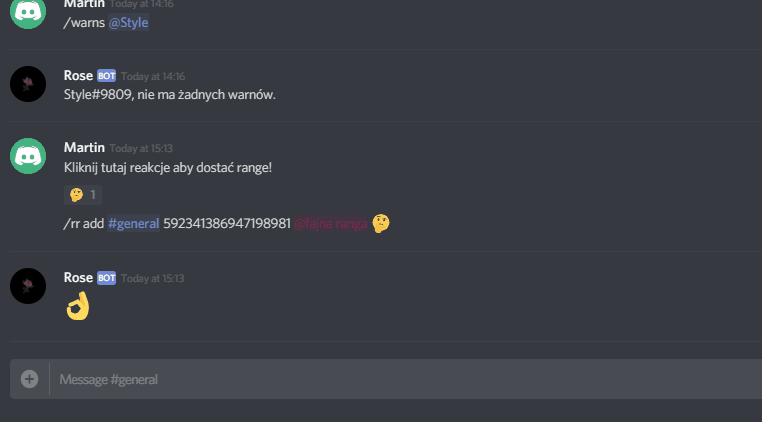 Martin Today at 14:16
/warns @Style
Rose BOT Today at 14:16
Style#9809, nie ma żadnych warnów.
Martin Today at 15:13
Kliknij tutaj reakcje aby dostać range!
🤔 1
/rr add #general 592341386947198981 @fajna ranga 🤔
Rose BOT Today at 15:13
👌
Message #general